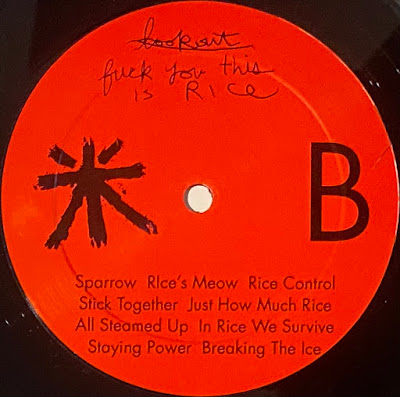 lookout
fuck you this
is Rice
米 B
Sparrow RIce's Meow Rice Control
Stick Together Just How Much Rice
All Steamed Up In Rice We Survive
Staying Power Breaking The Ice